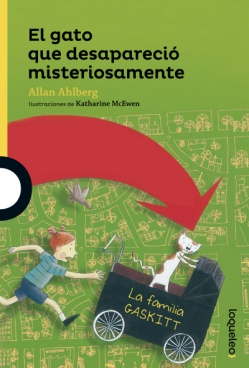 El gato
que desapareció
misteriosamente
Allan Ahlberg
Ilustraciones de Katharine McEwen
La familia
GASKITT
loqueleo